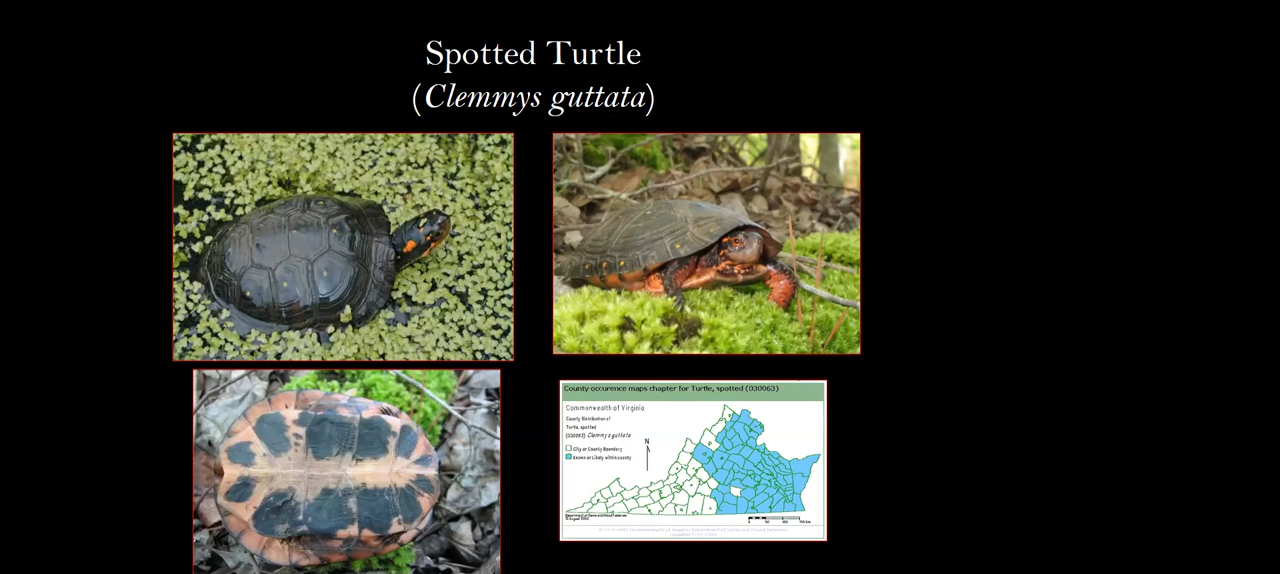 Spotted Turtle
(Clemmys guttata)
County occurence maps chapter for Turtle, spotted (030063)
Commonwealth of Virginia
County Distribution of
Turtle, spotted
(030063) Clemmys guttata
City or County Boundary
Known or Likely within county
N